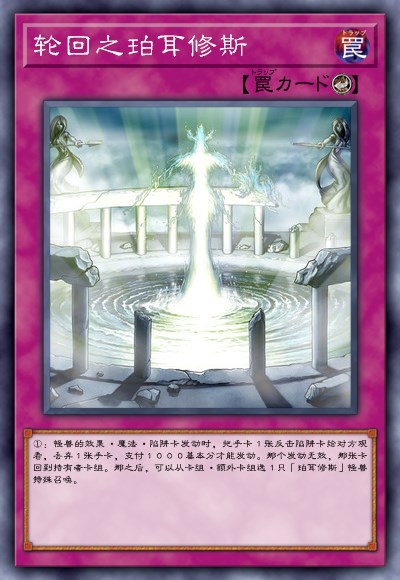 轮回之珀耳修斯
トラップ
罠
トラップ
【罠カード】
①：怪兽的效果·魔法·陷阱卡发动时，把手卡1张反击陷阱卡给对方观
看，丢弃1张手卡，支付1000基本分才能发动。那个发动无效，那张卡
回到持有者卡组。那之后，可以从卡组·额外卡组选1只「珀耳修斯」怪兽
特殊召唤。